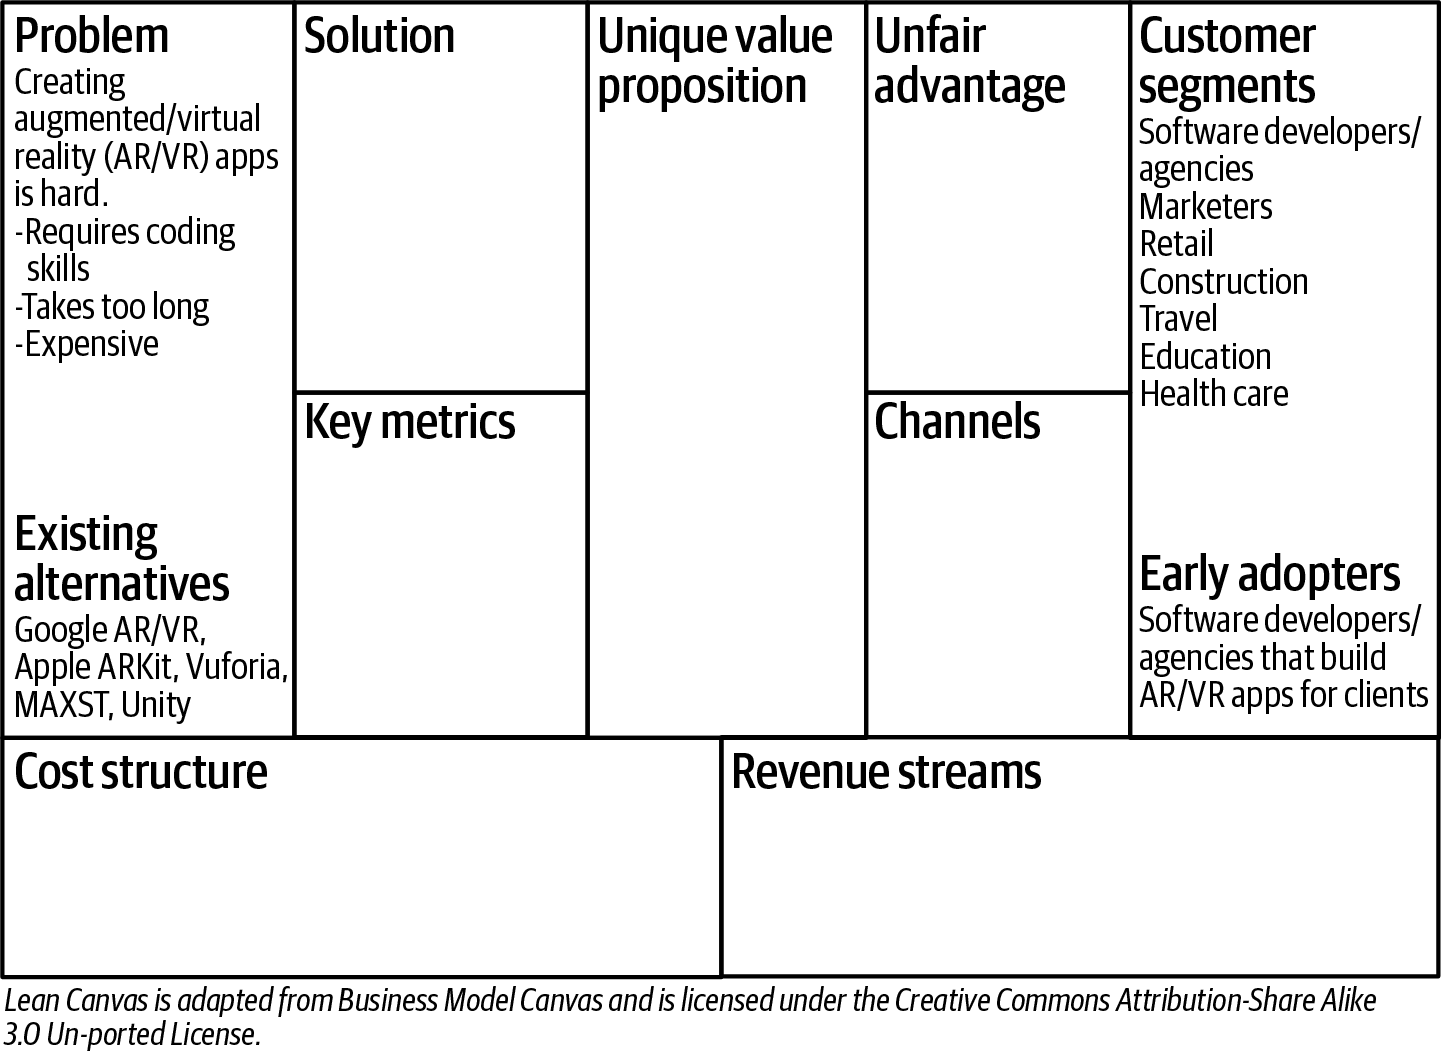 Problem
Creating
augmented/virtual
reality (AR/VR) apps
is hard.
-Requires coding
skills
-Takes too long
-Expensive
Existing
alternatives
Google AR/VR,
Apple ARKit, Vuforia,
MAXST, Unity
Solution
Key metrics
Unique value
proposition
Unfair
advantage
Channels
Customer
segments
Software developers/
agencies
Marketers
Retail
Construction
Travel
Education
Health care
Early adopters
Software developers/
agencies that build
AR/VR apps for clients
Cost structure
Revenue streams
Lean Canvas is adapted from Business Model Canvas and is licensed under the Creative Commons Attribution-Share Alike
3.0 Un-ported License.